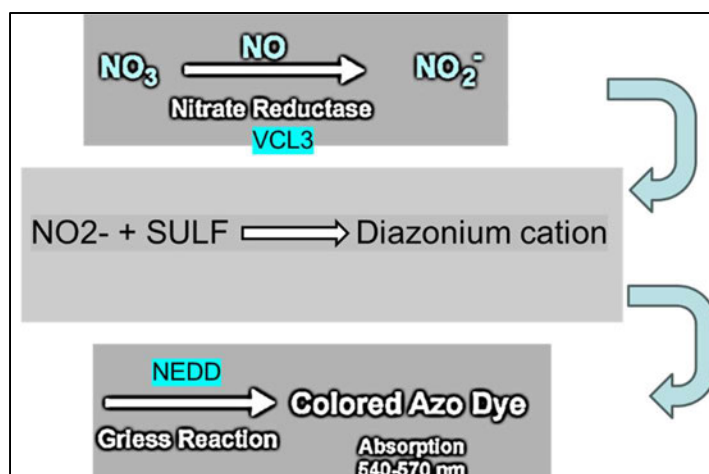 NO
NO₃ NO₂⁻
Nitrate Reductase
VCL3
NO2- + SULF Diazonium cation
NEDD
Colored Azo Dye
Griess Reaction
Absorption
540-570 nm